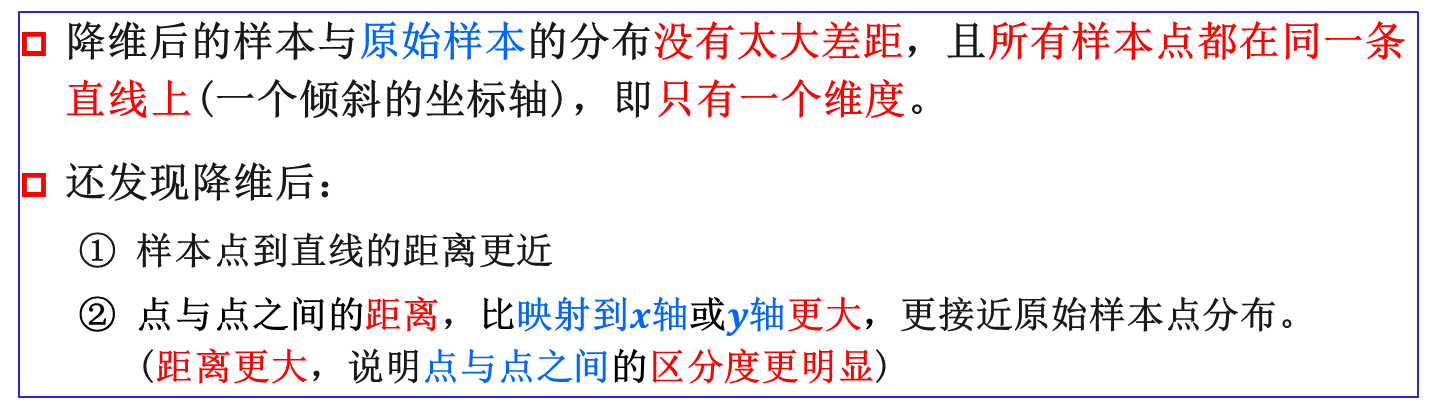 降维后的样本与原始样本的分布没有太大差距，且所有样本点都在同一条
直线上(一个倾斜的坐标轴)，即只有一个维度。
还发现降维后：
① 样本点到直线的距离更近
② 点与点之间的距离，比映射到x轴或y轴更大，更接近原始样本点分布。
(距离更大，说明点与点之间的区分度更明显)